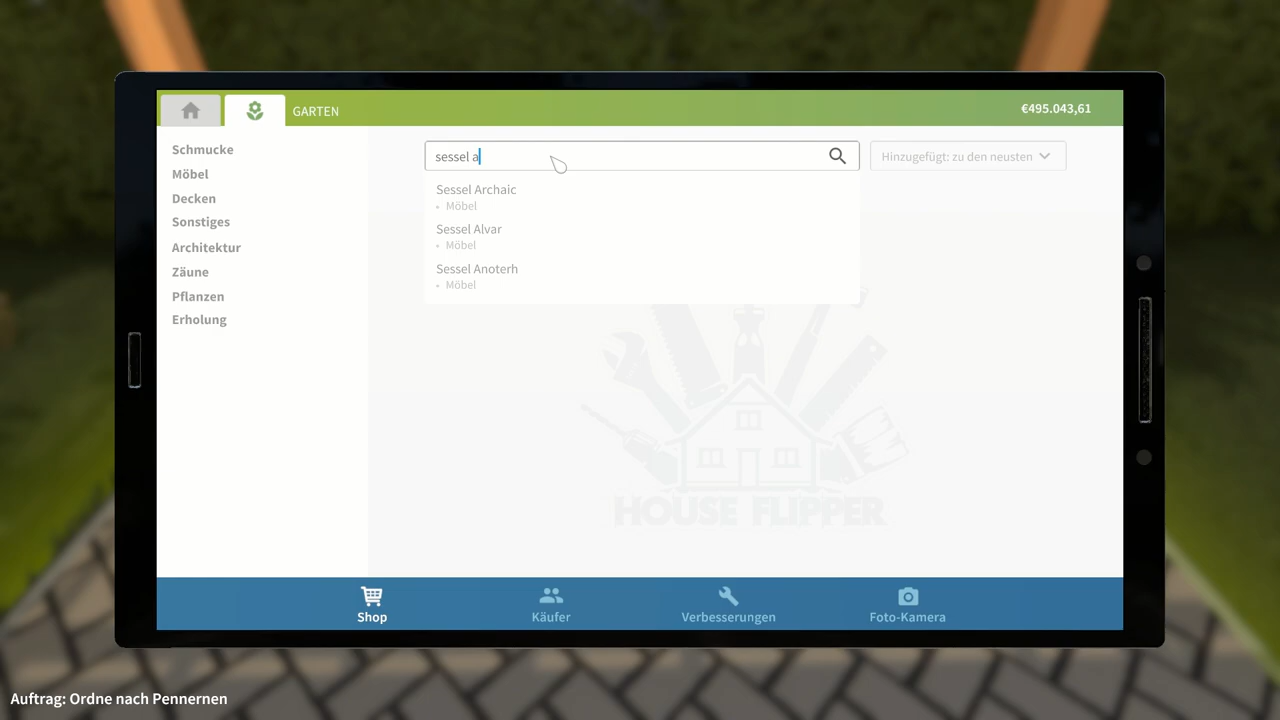 GARTEN
€495.043,61
Schmucke
Möbel
Decken
Sonstiges
Architektur
Zäune
Pflanzen
Erholung
sessel a
Hinzugefügt: zu den neusten
Sessel Archaic
• Möbel
Sessel Alvar
• Möbel
Sessel Anoterh
• Möbel
HOUSE FLIPPER
Shop
Käufer
Verbesserungen
Foto-Kamera
Auftrag: Ordne nach Pennernen